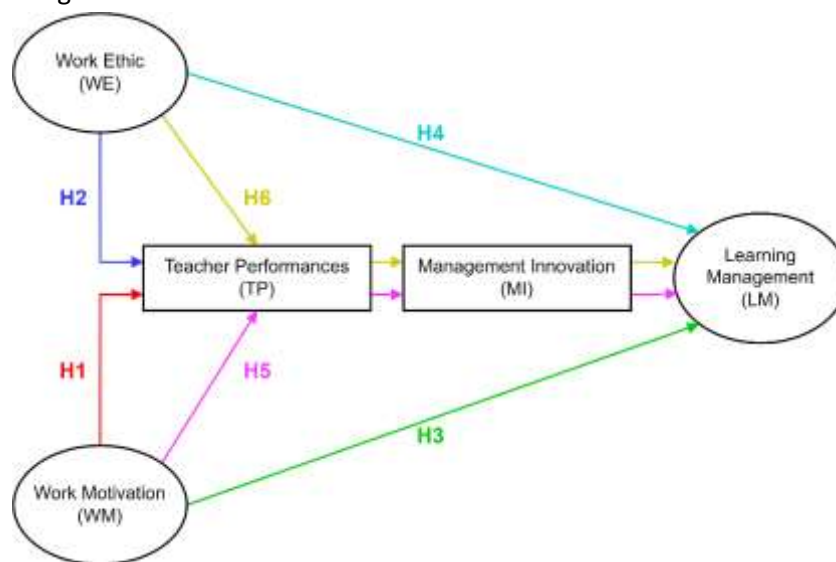 Work Ethic
(WE)
H4
H2
H6
Teacher Performances
(TP)
Management Innovation
(MI)
Learning
Management
(LM)
H1
H5
H3
Work Motivation
(WM)